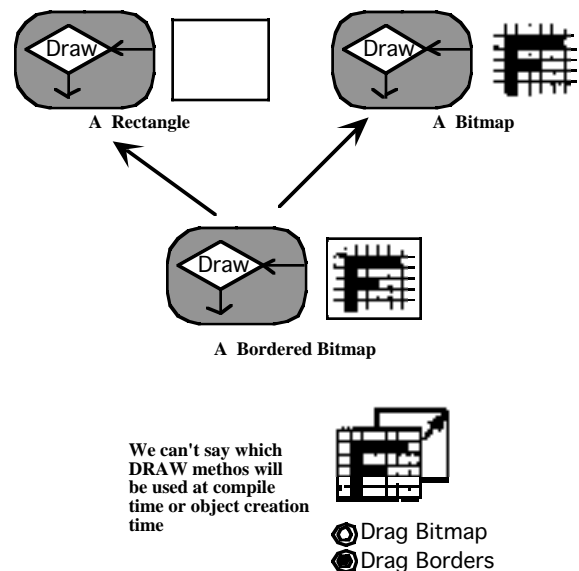 Draw
Draw
A Rectangle
A Bitmap
Draw
A Bordered Bitmap
We can't say which
DRAW methos will
be used at compile
time or object creation
time
Drag Bitmap
Drag Borders